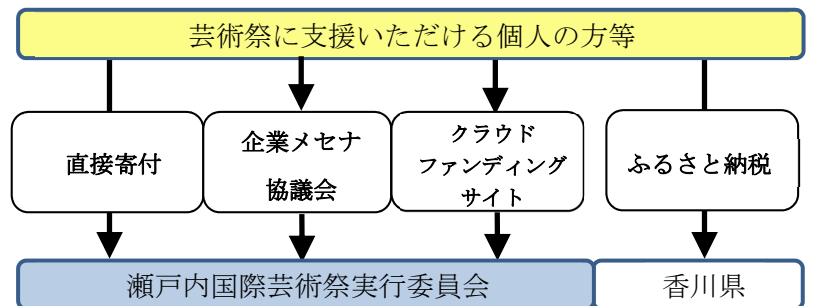 芸術祭に支援いただける個人の方等
直接寄付
企業メセナ
協議会
クラウド
ファンディング
サイト
ふるさと納税
瀬戸内国際芸術祭実行委員会
香川県